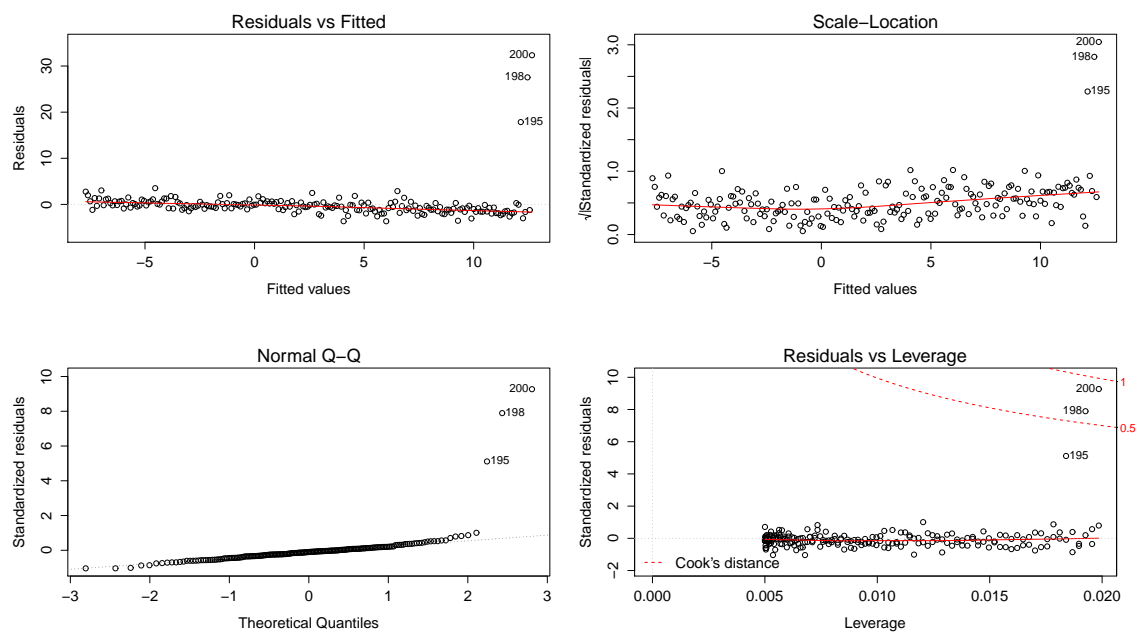 Residuals vs Fitted
Residuals
0 10 20 30
200
198
195
−5 0 5 10
Fitted values
Scale−Location
√|Standardized residuals|
0.0 0.5 1.0 2.0 3.0
200
198
195
−5 0 5 10
Fitted values
Normal Q−Q
Standardized residuals
0 2 4 6 8 10
200
198
195
−3 −2 −1 0 1 2 3
Theoretical Quantiles
Residuals vs Leverage
Standardized residuals
−2 0 2 4 6 8 10
1
200
198
0.5
195
Cook's distance
0.000 0.005 0.010 0.015 0.020
Leverage